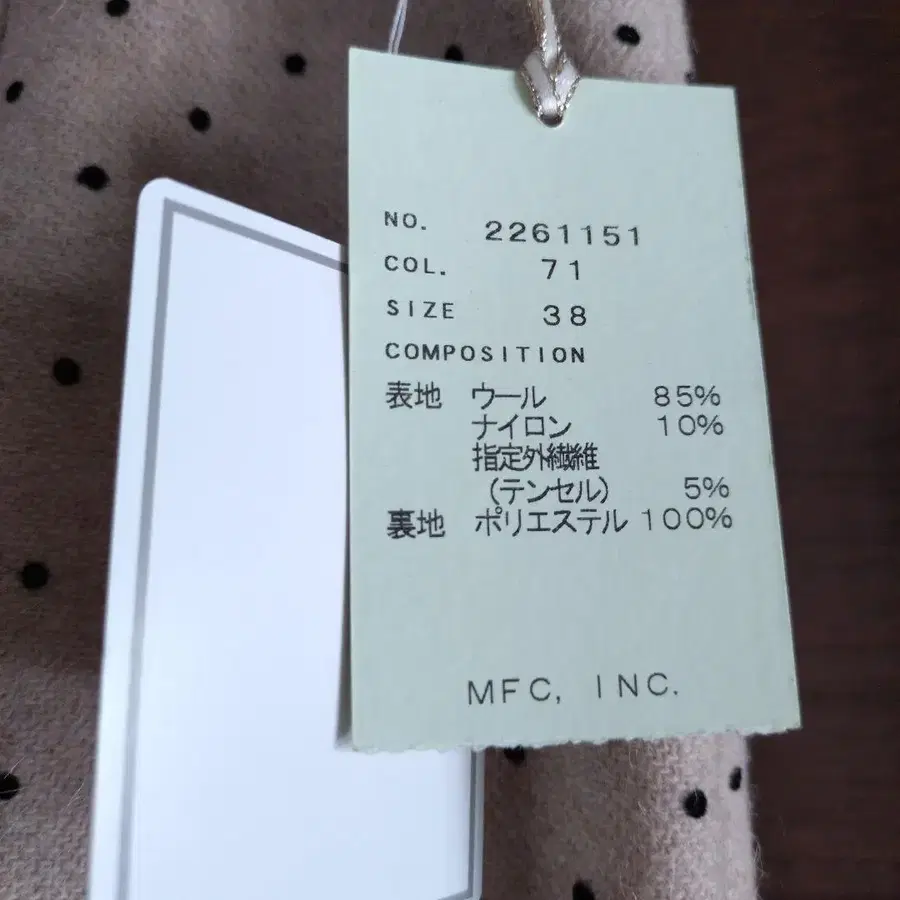 NO. 2261151
COL. 71
SIZE 38
COMPOSITION
表地 ウール 85%
ナイロン 10%
指定外繊維
(テンセル) 5%
裏地 ポリエステル 100%
MFC, INC.